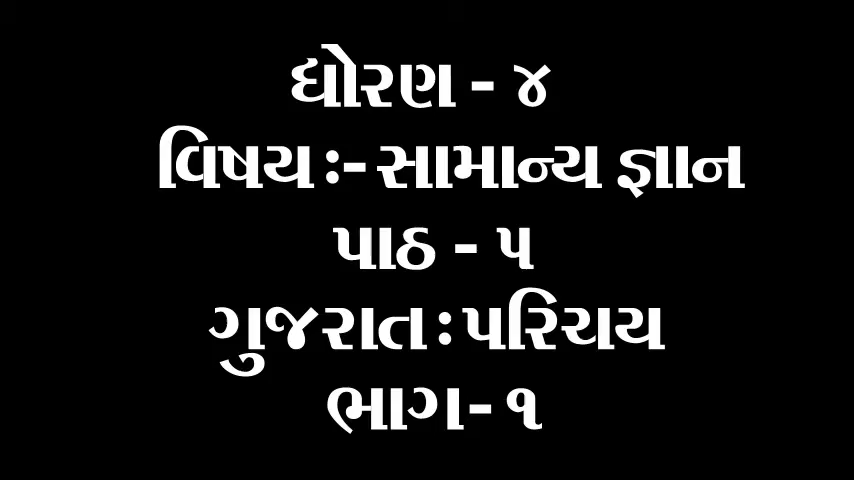 ધોરણ - ૪
વિષય :- સામાન્ય જ્ઞાન
પાઠ - ૫
ગુજરાત : પરિચય
ભાગ - ૧